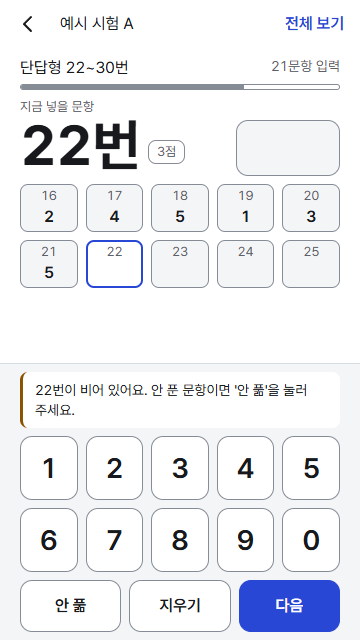 예시 시험 A
전체 보기
단답형 22~30번
21문항 입력
지금 넣을 문항
22번
3점
16 17 18 19 20
2 4 5 1 3
21 22 23 24 25
5
22번이 비어 있어요. 안 푼 문항이면 '안 풂'을 눌러
주세요.
1 2 3 4 5
6 7 8 9 0
안 풂 지우기 다음